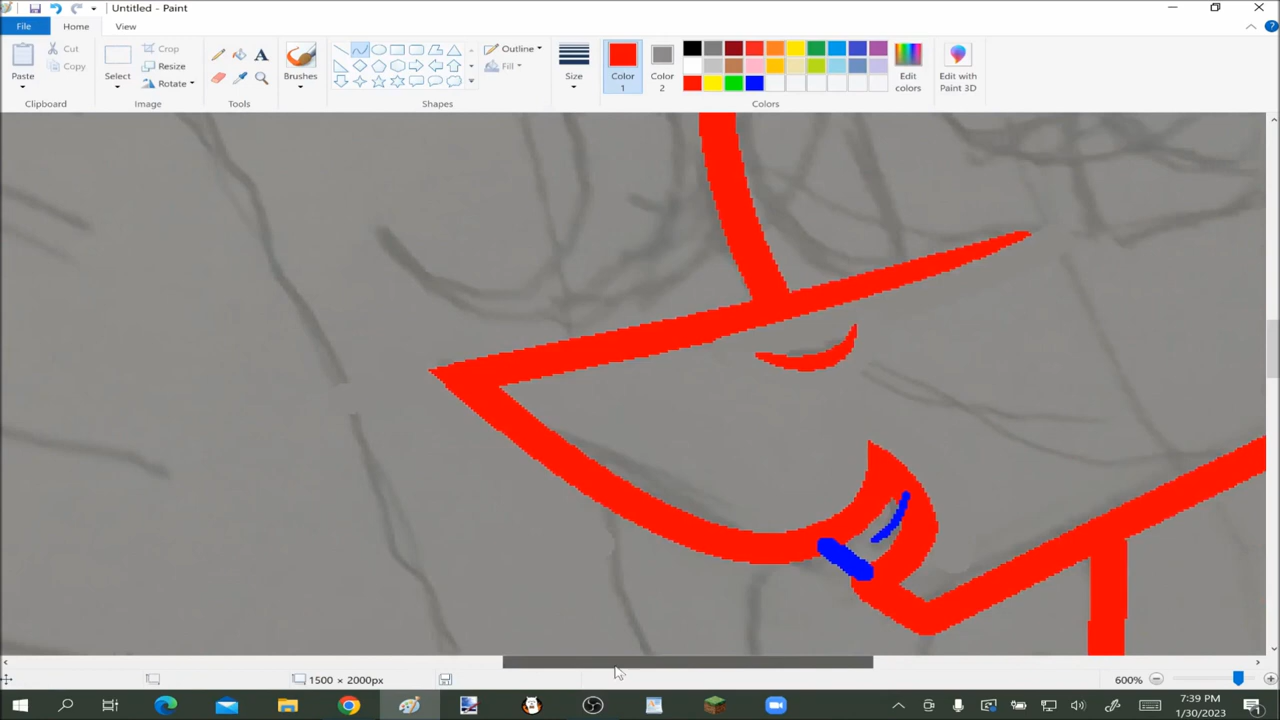 Untitled - Paint
File Home View
Paste
Cut
Copy
Clipboard
Select
Crop
Resize
Rotate
Image
Tools
Brushes
Shapes
Outline
Fill
Size
Color 1
Color 2
Colors
Edit colors
Edit with Paint 3D
1500 × 2000px
600%
7:39 PM
1/30/2023